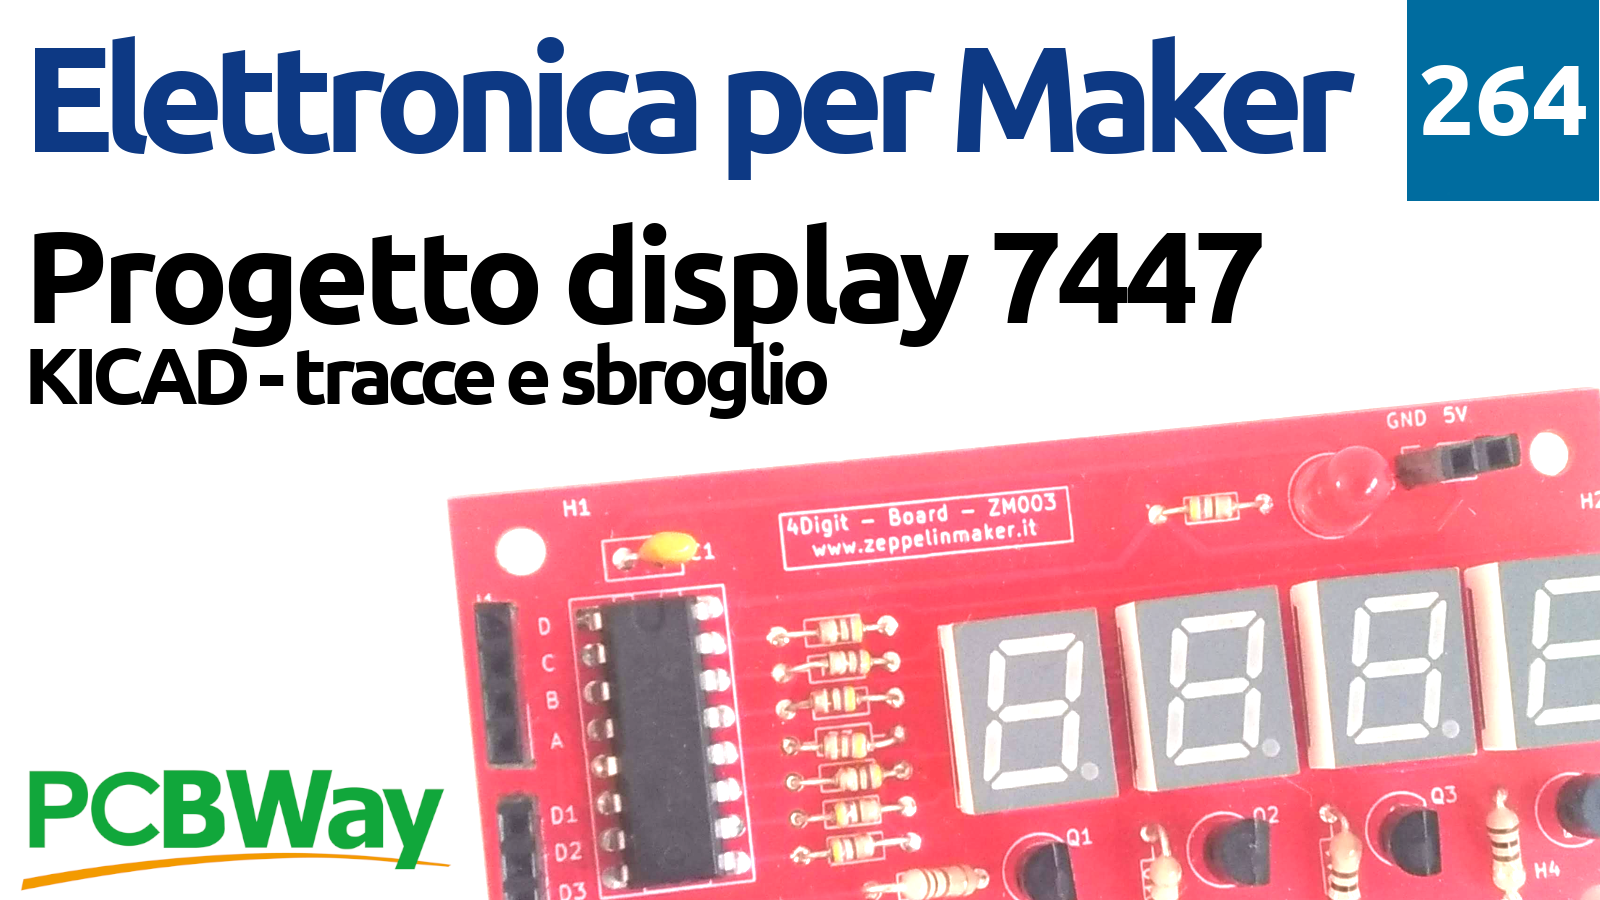 Elettronica per Maker
264
Progetto display 7447
KICAD - tracce e sbroglio
GND 5V
H1
H2
4Digit - Board - ZM003
www.zeppelinmaker.it
D
C
B
A
D1
D2
D3
Q1
Q2
Q3
H4
PCBWay